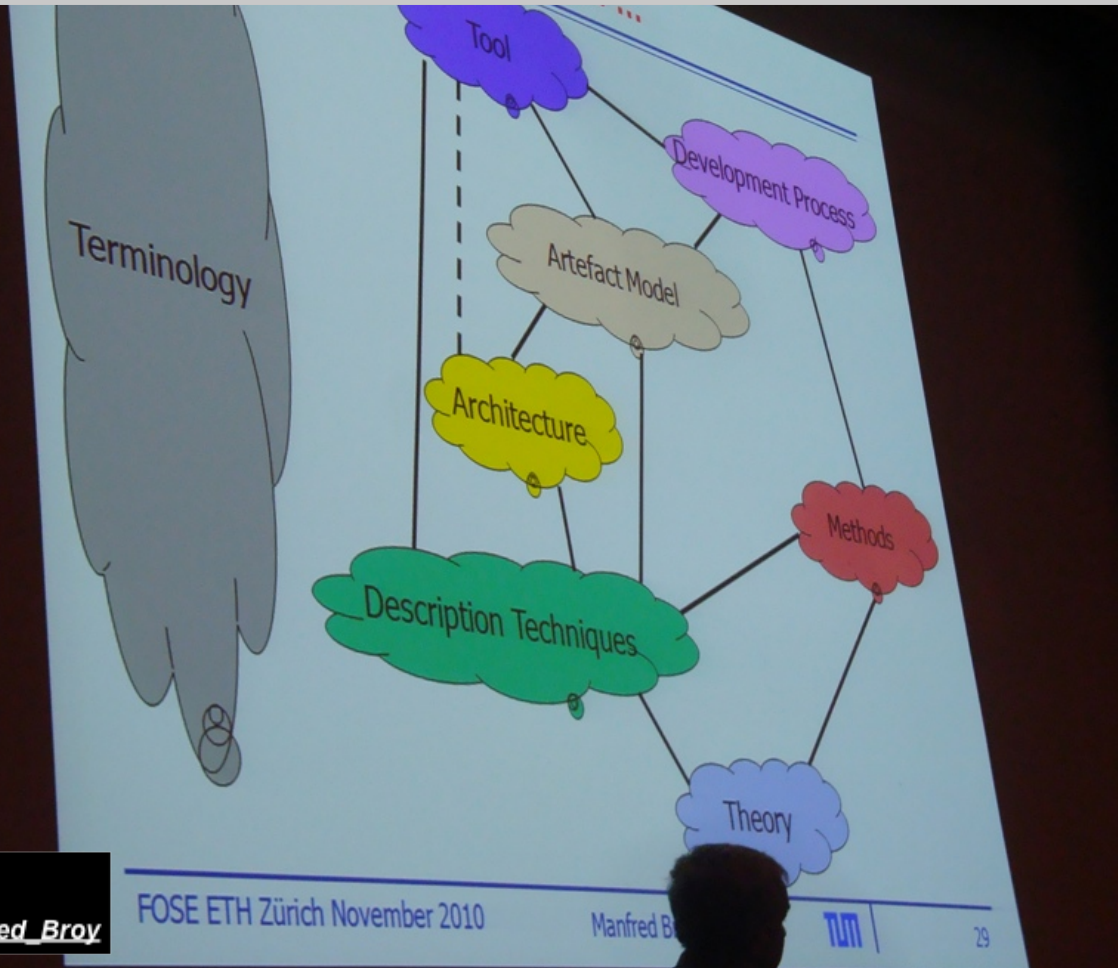 ...
Tool
Development Process
Terminology
Artefact Model
Architecture
Methods
Description Techniques
Theory
FOSE ETH Zürich November 2010
Manfred B
TUM
29
ed_Broy